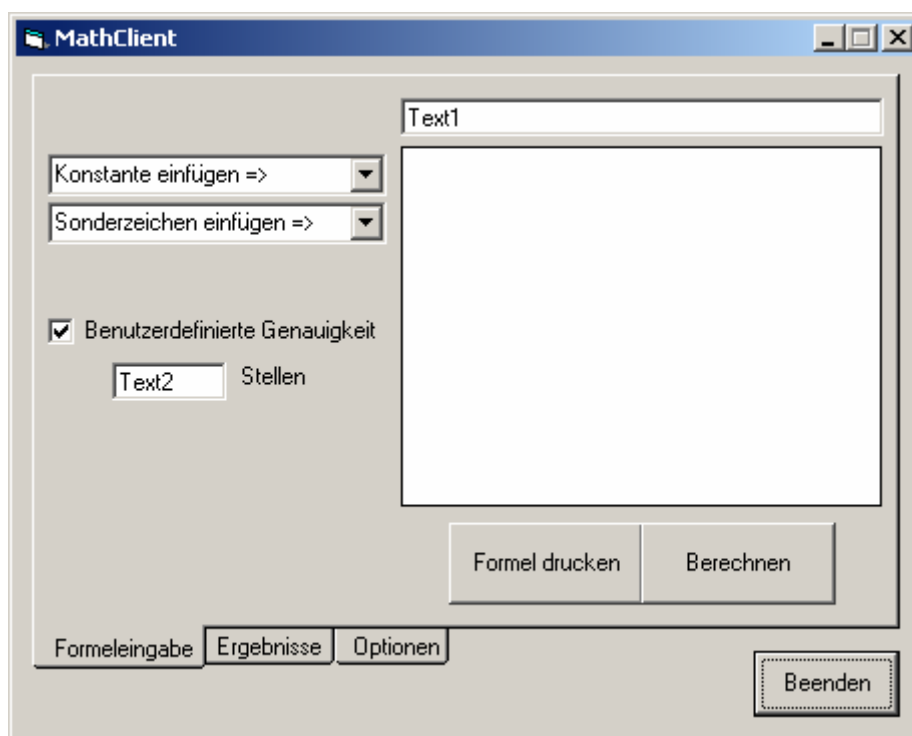 MathClient
Text1
Konstante einfügen =>
Sonderzeichen einfügen =>
Benutzerdefinierte Genauigkeit
Text2 Stellen
Formel drucken Berechnen
Formeleingabe Ergebnisse Optionen
Beenden